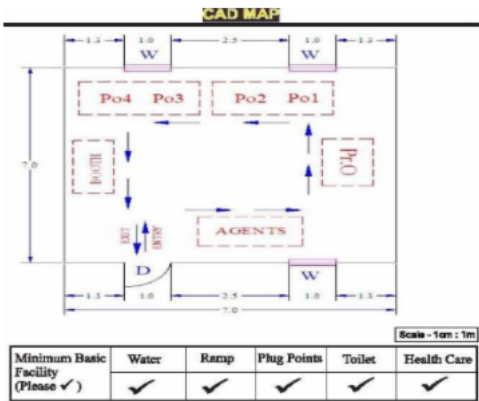 CAD MAP
1.3 1.0 2.5 1.0 1.3
W W
Po4 Po3 Po2 Po1
7.0
BOOTH
Pr.O
EXIT
ENTRY
AGENTS
D W
1.3 1.0 2.5 1.0 1.3
7.0
Scale - 1cm : 1m
Minimum Basic Facility (Please ✓) Water Ramp Plug Points Toilet Health Care
✓ ✓ ✓ ✓ ✓